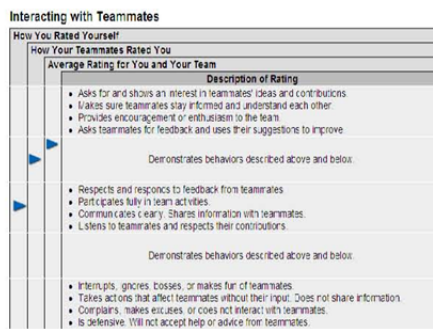 Interacting with Teammates
How You Rated Yourself
How Your Teammates Rated You
Average Rating for You and Your Team
Description of Rating
• Asks for and shows an interest in teammates' ideas and contributions.
• Makes sure teammates stay informed and understand each other.
• Provides encouragement or enthusiasm to the team.
• Asks teammates for feedback and uses their suggestions to improve.
Demonstrates behaviors described above and below.
• Respects and responds to feedback from teammates.
• Participates fully in team activities.
• Communicates clearly. Shares information with teammates.
• Listens to teammates and respects their contributions.
Demonstrates behaviors described above and below.
• Interrupts, ignores, bosses, or makes fun of teammates.
• Takes actions that affect teammates without their input. Does not share information.
• Complains, makes excuses, or does not interact with teammates.
• Is defensive. Will not accept help or advice from teammates.